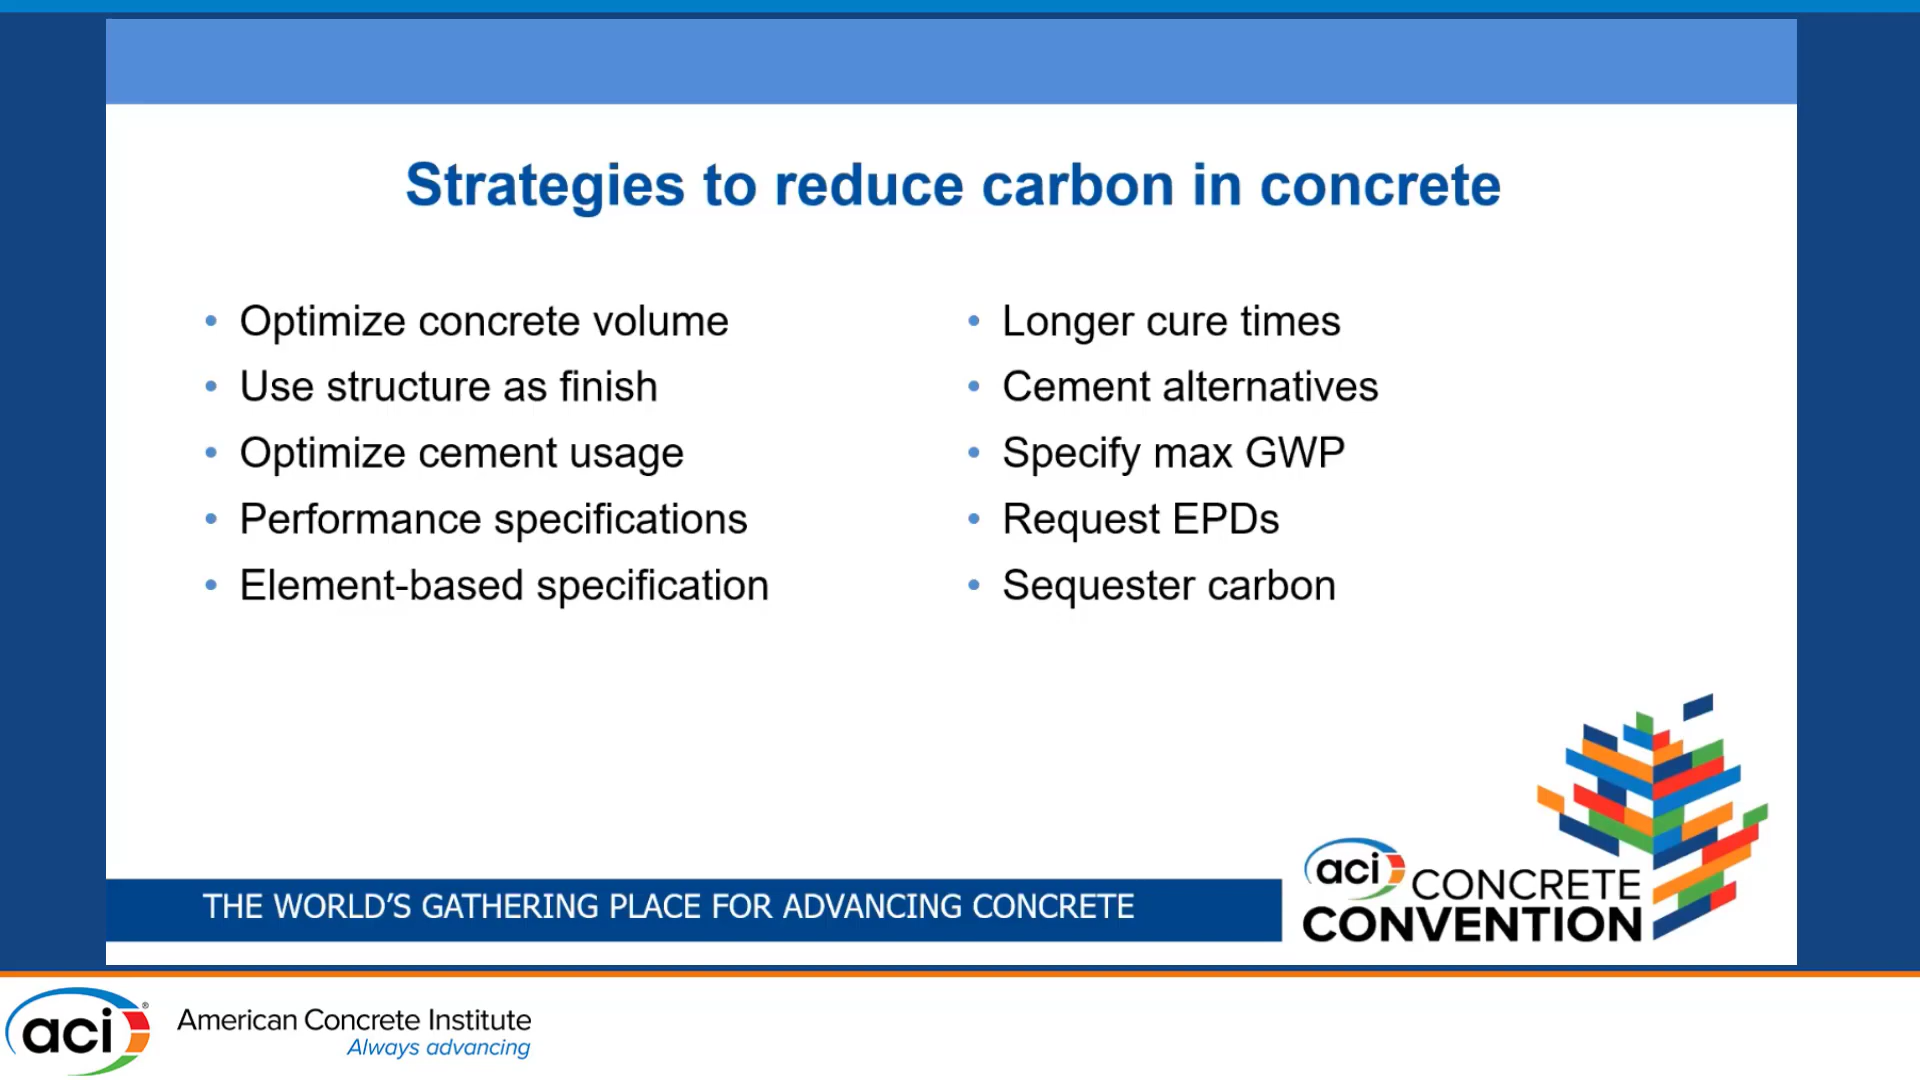 Strategies to reduce carbon in concrete
• Optimize concrete volume
• Use structure as finish
• Optimize cement usage
• Performance specifications
• Element-based specification
• Longer cure times
• Cement alternatives
• Specify max GWP
• Request EPDs
• Sequester carbon
THE WORLD'S GATHERING PLACE FOR ADVANCING CONCRETE
aci CONCRETE
CONVENTION
aci®
American Concrete Institute
Always advancing